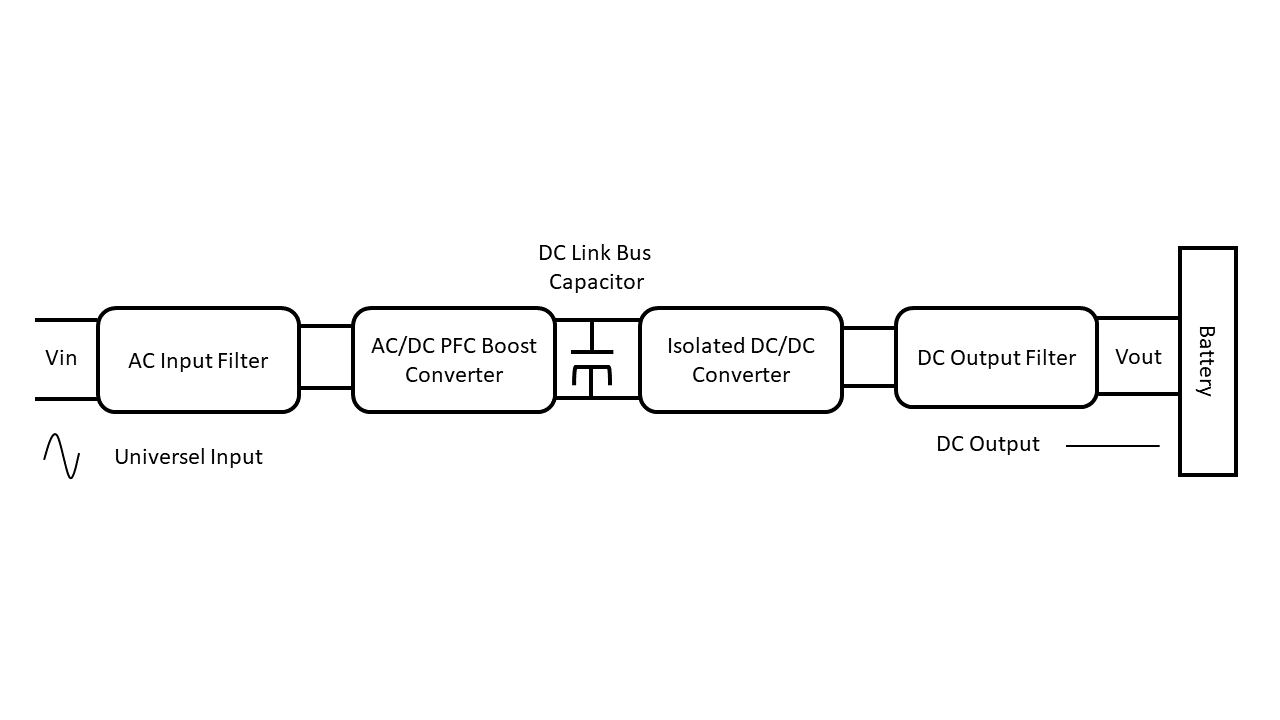 DC Link Bus
Capacitor
Vin
AC Input Filter
AC/DC PFC Boost
Converter
Isolated DC/DC
Converter
DC Output Filter
Vout
Battery
Universel Input
DC Output